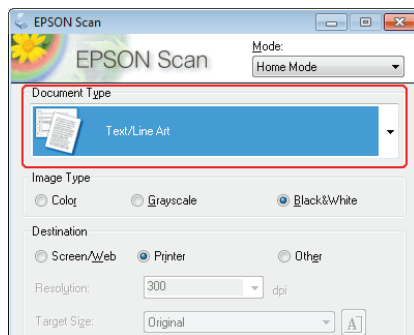 EPSON Scan
EPSON Scan
Mode:
Home Mode
Document Type
Text/Line Art
Image Type
Color
Grayscale
Black&White
Destination
Screen/Web
Printer
Other
Resolution:
300
dpi
Target Size:
Original
A